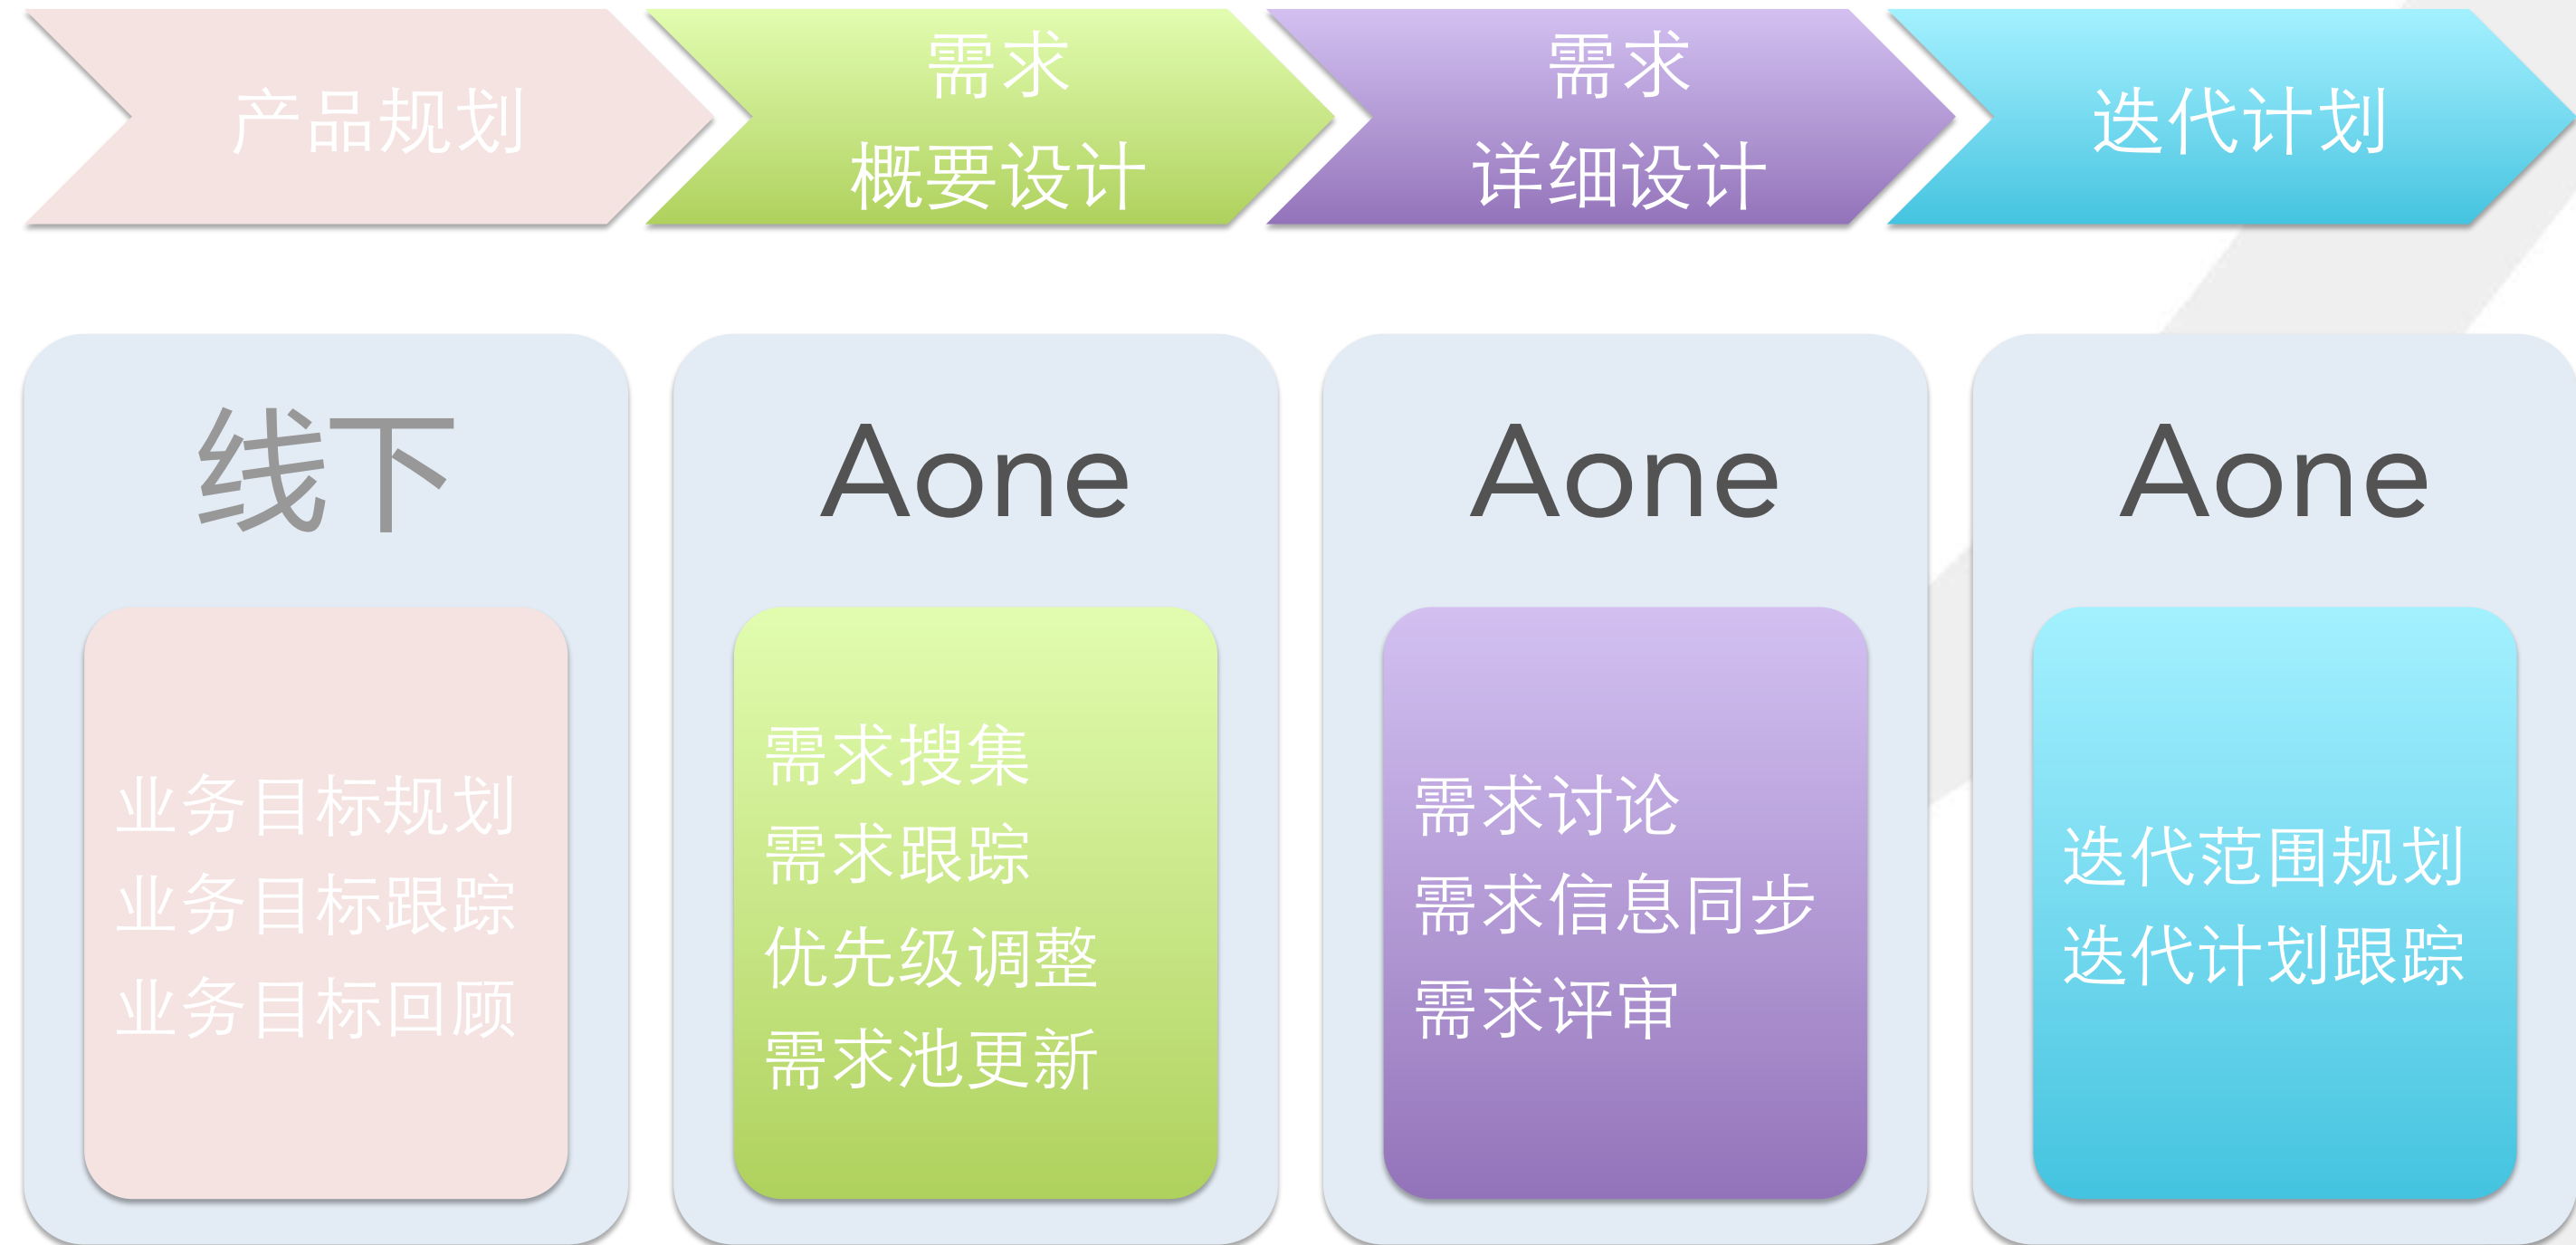 产品规划
需求
概要设计
需求
详细设计
迭代计划
线下
业务目标规划
业务目标跟踪
业务目标回顾
Aone
需求搜集
需求跟踪
优先级调整
需求池更新
Aone
需求讨论
需求信息同步
需求评审
Aone
迭代范围规划
迭代计划跟踪